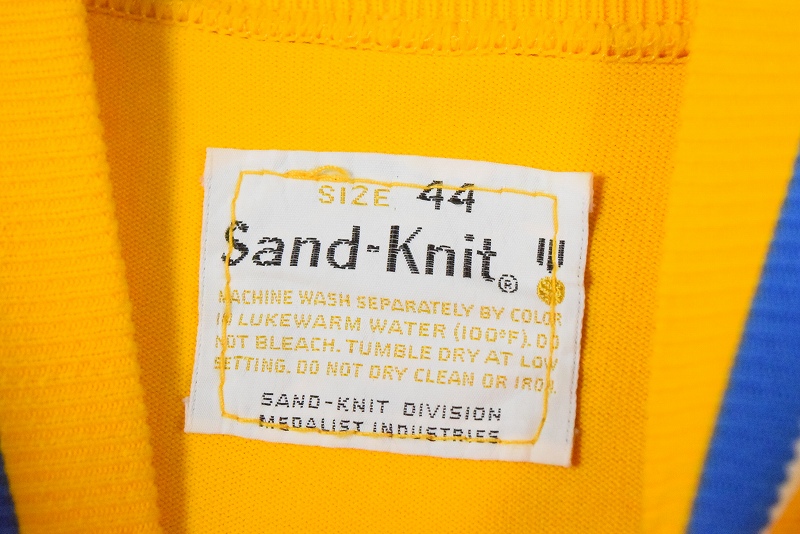 SIZE 44
Sand-Knit®
MACHINE WASH SEPARATELY BY COLOR
IN LUKEWARM WATER (100°F). DO
NOT BLEACH. TUMBLE DRY AT LOW
SETTING. DO NOT DRY CLEAN OR IRON.
SAND-KNIT DIVISION
MEDALIST INDUSTRIES